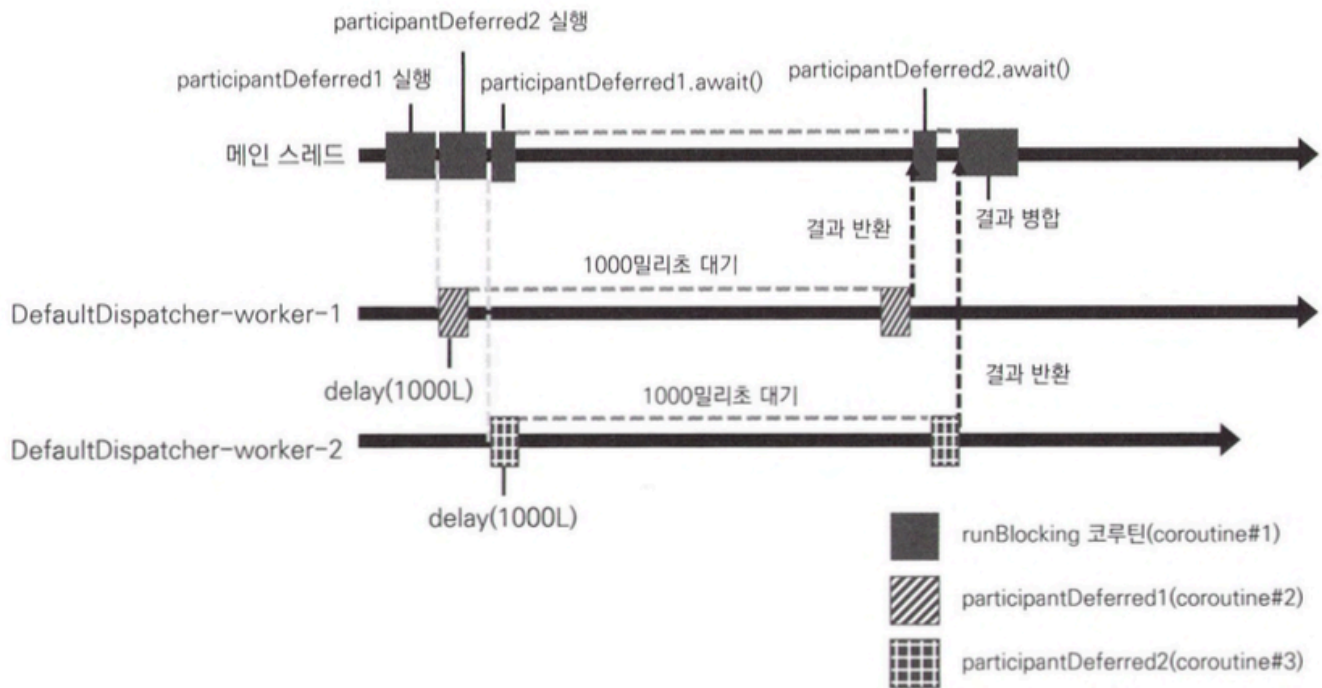 participantDeferred2 실행
participantDeferred1 실행
participantDeferred1.await()
participantDeferred2.await()
메인 스레드
결과 반환
결과 병합
1000밀리초 대기
DefaultDispatcher-worker-1
결과 반환
delay(1000L)
1000밀리초 대기
DefaultDispatcher-worker-2
delay(1000L)
runBlocking 코루틴(coroutine#1)
participantDeferred1(coroutine#2)
participantDeferred2(coroutine#3)